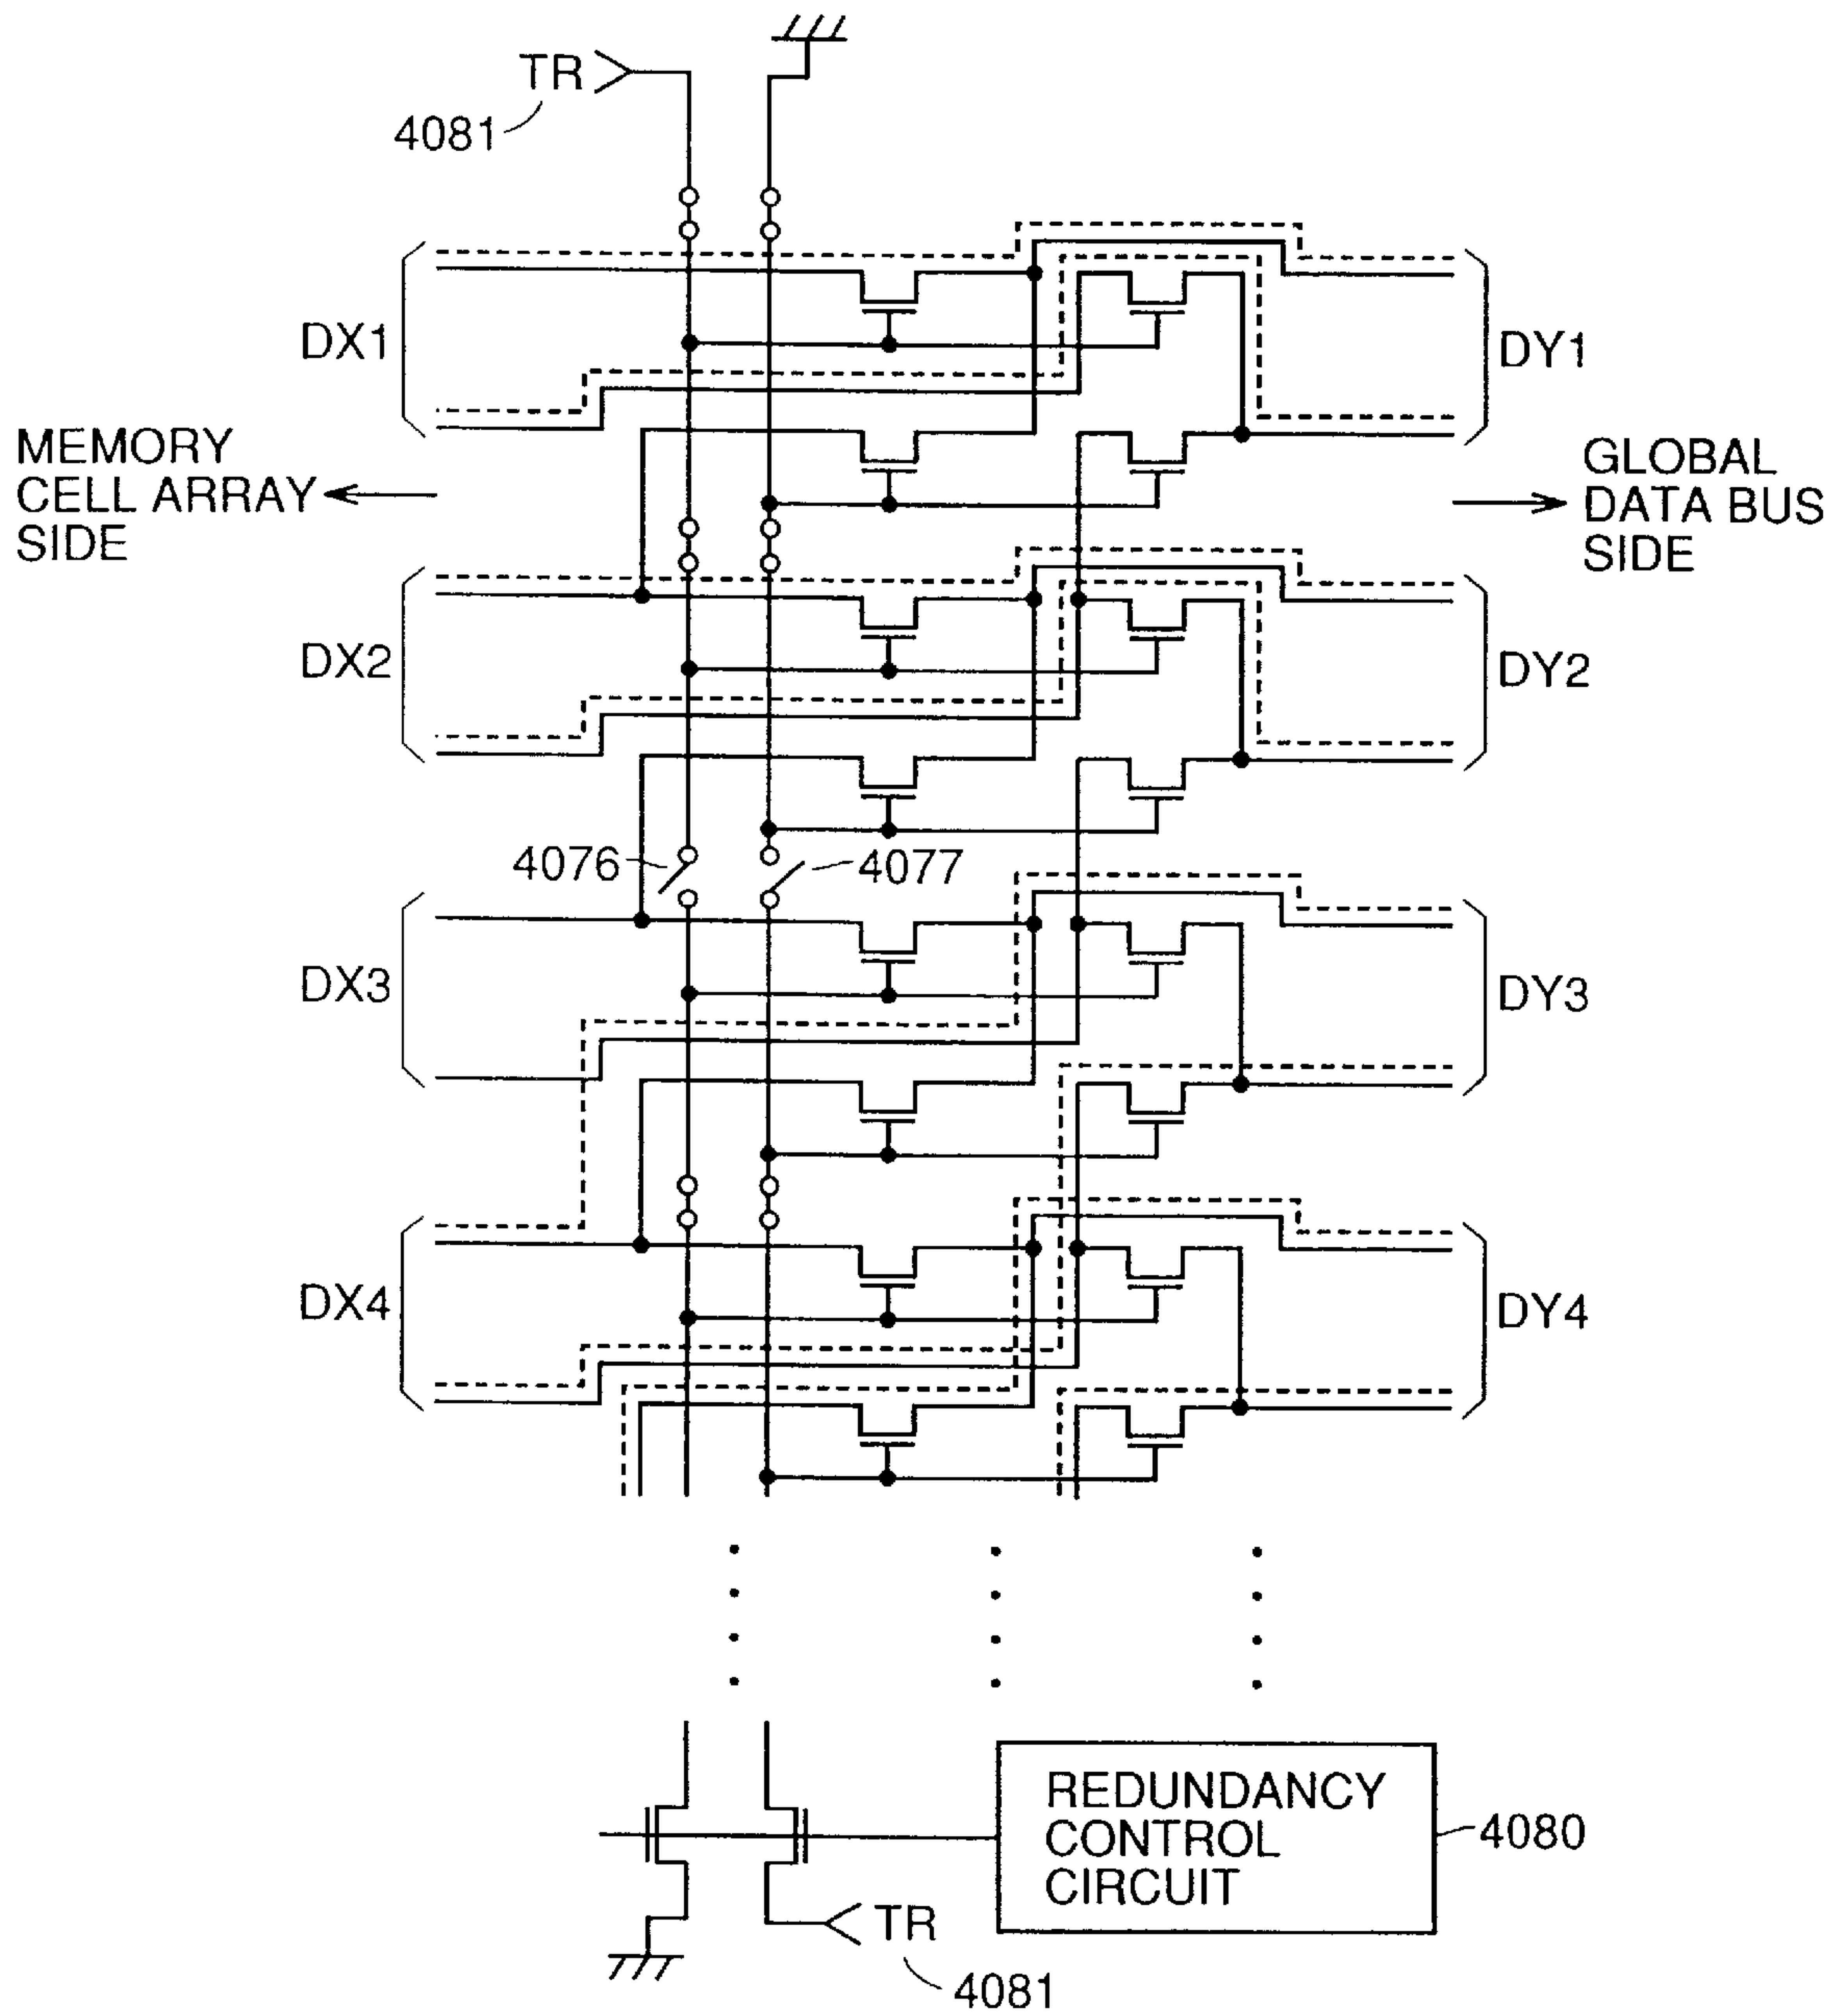 TR
4081
DX1
DY1
MEMORY
CELL ARRAY
SIDE
GLOBAL
DATA BUS
SIDE
DX2
DY2
4076
4077
DX3
DY3
DX4
DY4
REDUNDANCY
CONTROL
CIRCUIT
4080
TR
4081